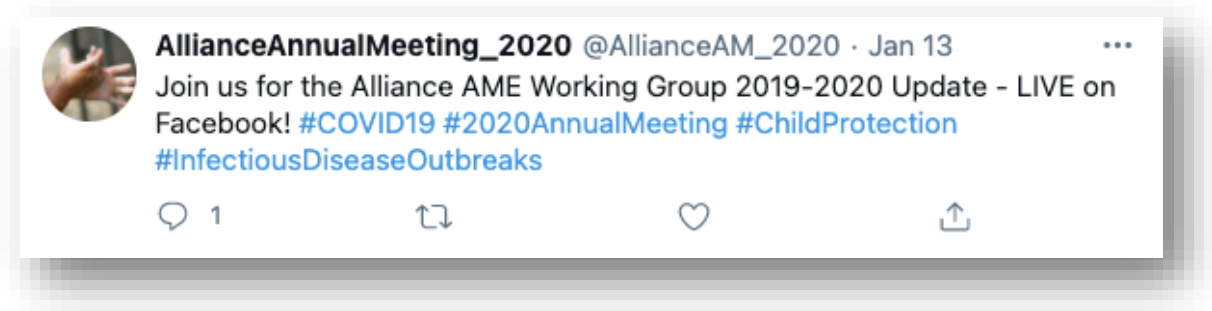 AllianceAnnualMeeting_2020 @AllianceAM_2020 · Jan 13
Join us for the Alliance AME Working Group 2019-2020 Update - LIVE on
Facebook! #COVID19 #2020AnnualMeeting #ChildProtection
#InfectiousDiseaseOutbreaks
1